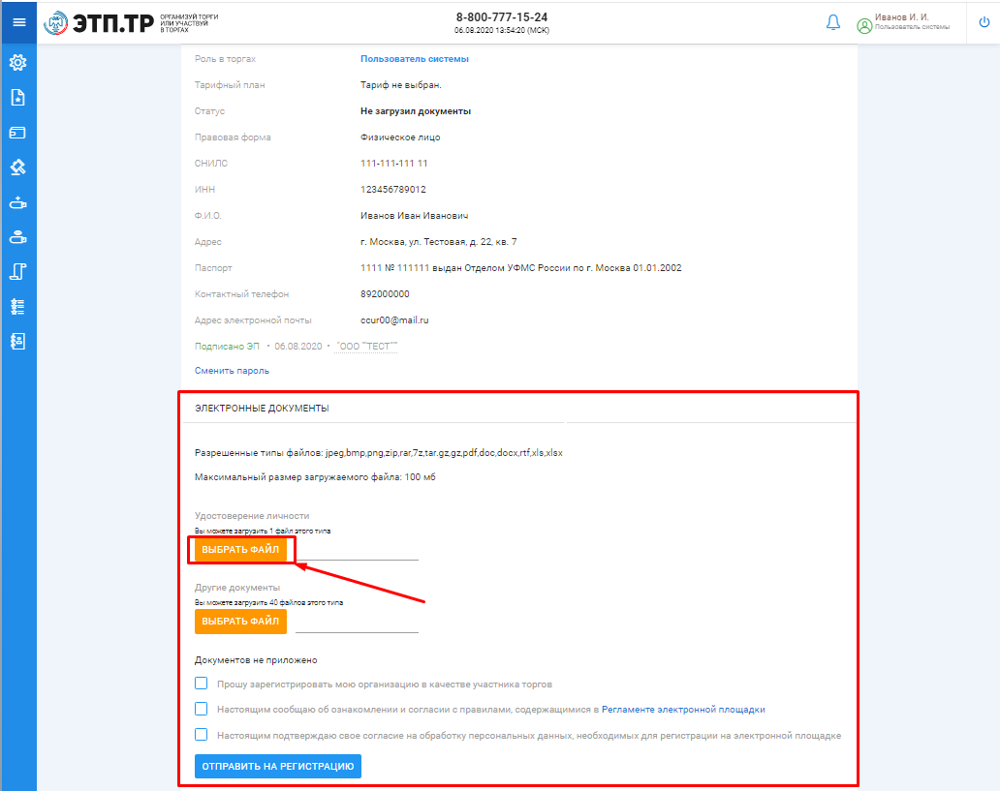 ЭТП.ТР
ОРГАНИЗУЙ ТОРГИ
ИЛИ УЧАСТВУЙ
В ТОРГАХ
8-800-777-15-24
06.08.2020 13:54:20 (МСК)
Иванов И. И.
Пользователь системы
Роль в торгах Пользователь системы
Тарифный план Тариф не выбран.
Статус Не загрузил документы
Правовая форма Физическое лицо
СНИЛС 111-111-111 11
ИНН 123456789012
Ф.И.О. Иванов Иван Иванович
Адрес г. Москва, ул. Тестовая, д. 22, кв. 7
Паспорт 1111 № 111111 выдан Отделом УФМС России по г. Москва 01.01.2002
Контактный телефон 892000000
Адрес электронной почты ccur00@mail.ru
Подписано ЭП • 06.08.2020 • "ООО ""ТЕСТ"""
Сменить пароль
ЭЛЕКТРОННЫЕ ДОКУМЕНТЫ
Разрешенные типы файлов: jpeg,bmp,png,zip,rar,7z,tar.gz,gz,pdf,doc,docx,rtf,xls,xlsx
Максимальный размер загружаемого файла: 100 мб
Удостоверение личности
Вы можете загрузить 1 файл этого типа
ВЫБРАТЬ ФАЙЛ
Другие документы
Вы можете загрузить 40 файлов этого типа
ВЫБРАТЬ ФАЙЛ
Документов не приложено
Прошу зарегистрировать мою организацию в качестве участника торгов
Настоящим сообщаю об ознакомлении и согласии с правилами, содержащимися в Регламенте электронной площадки
Настоящим подтверждаю свое согласие на обработку персональных данных, необходимых для регистрации на электронной площадке
ОТПРАВИТЬ НА РЕГИСТРАЦИЮ